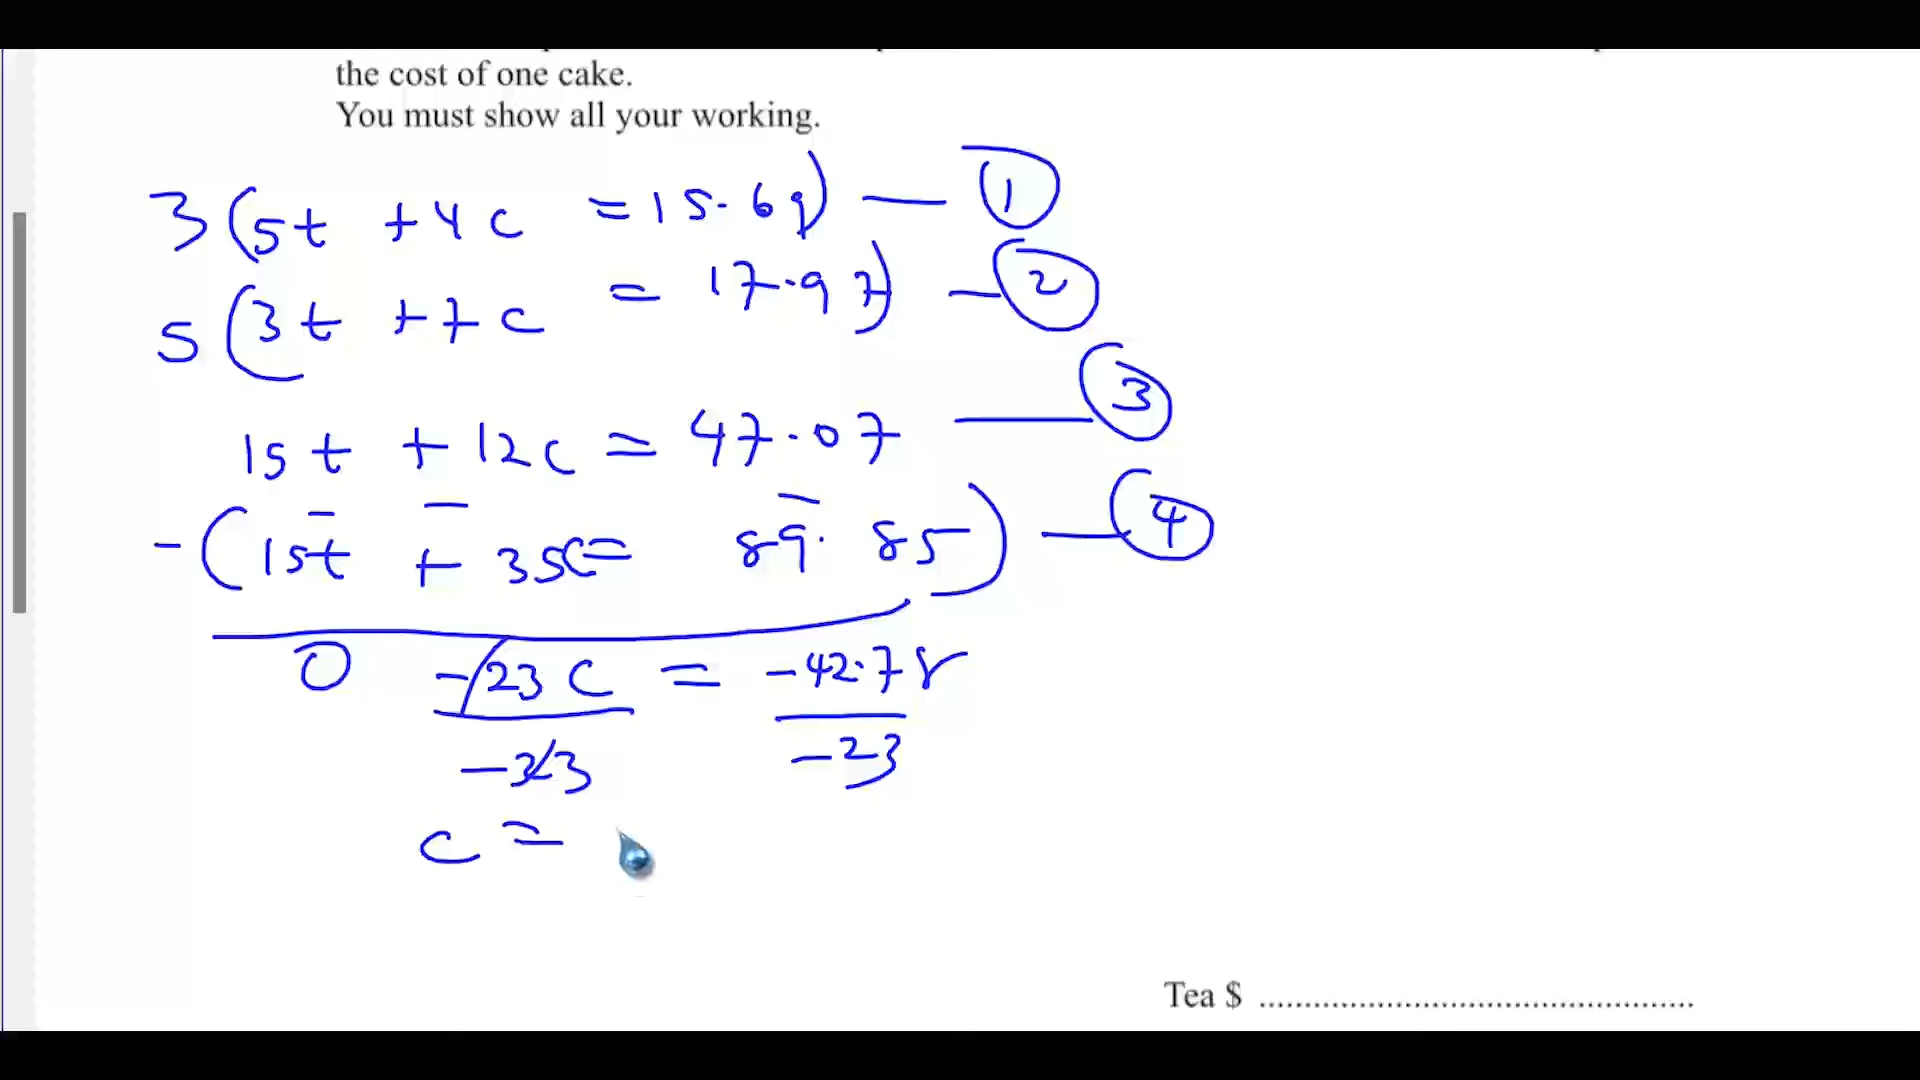 the cost of one cake.
You must show all your working.
3(5t + 4c = 15.69) — 1
5(3t + 7c = 17.97) — 2
15t + 12c = 47.07 — 3
-(15t + 35c = 89.85) — 4
0 -23c = -42.78
-23 -23
c =
Tea $ ................................................